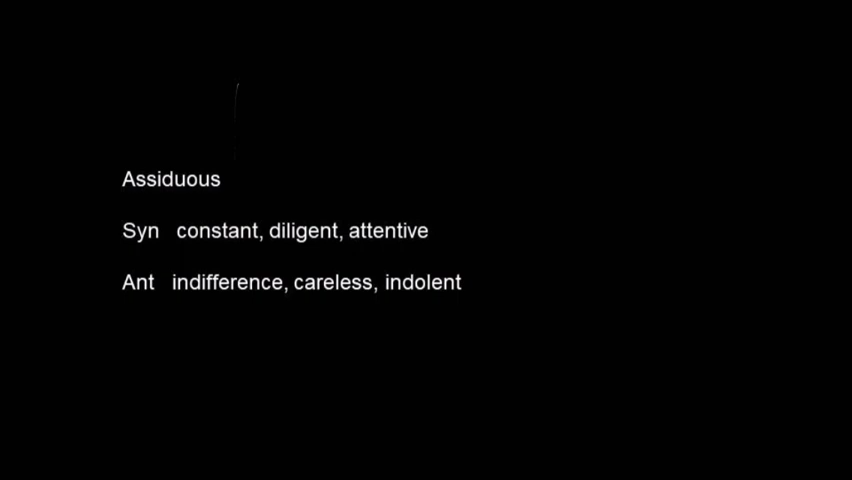 Assiduous
Syn constant, diligent, attentive
Ant indifference, careless, indolent